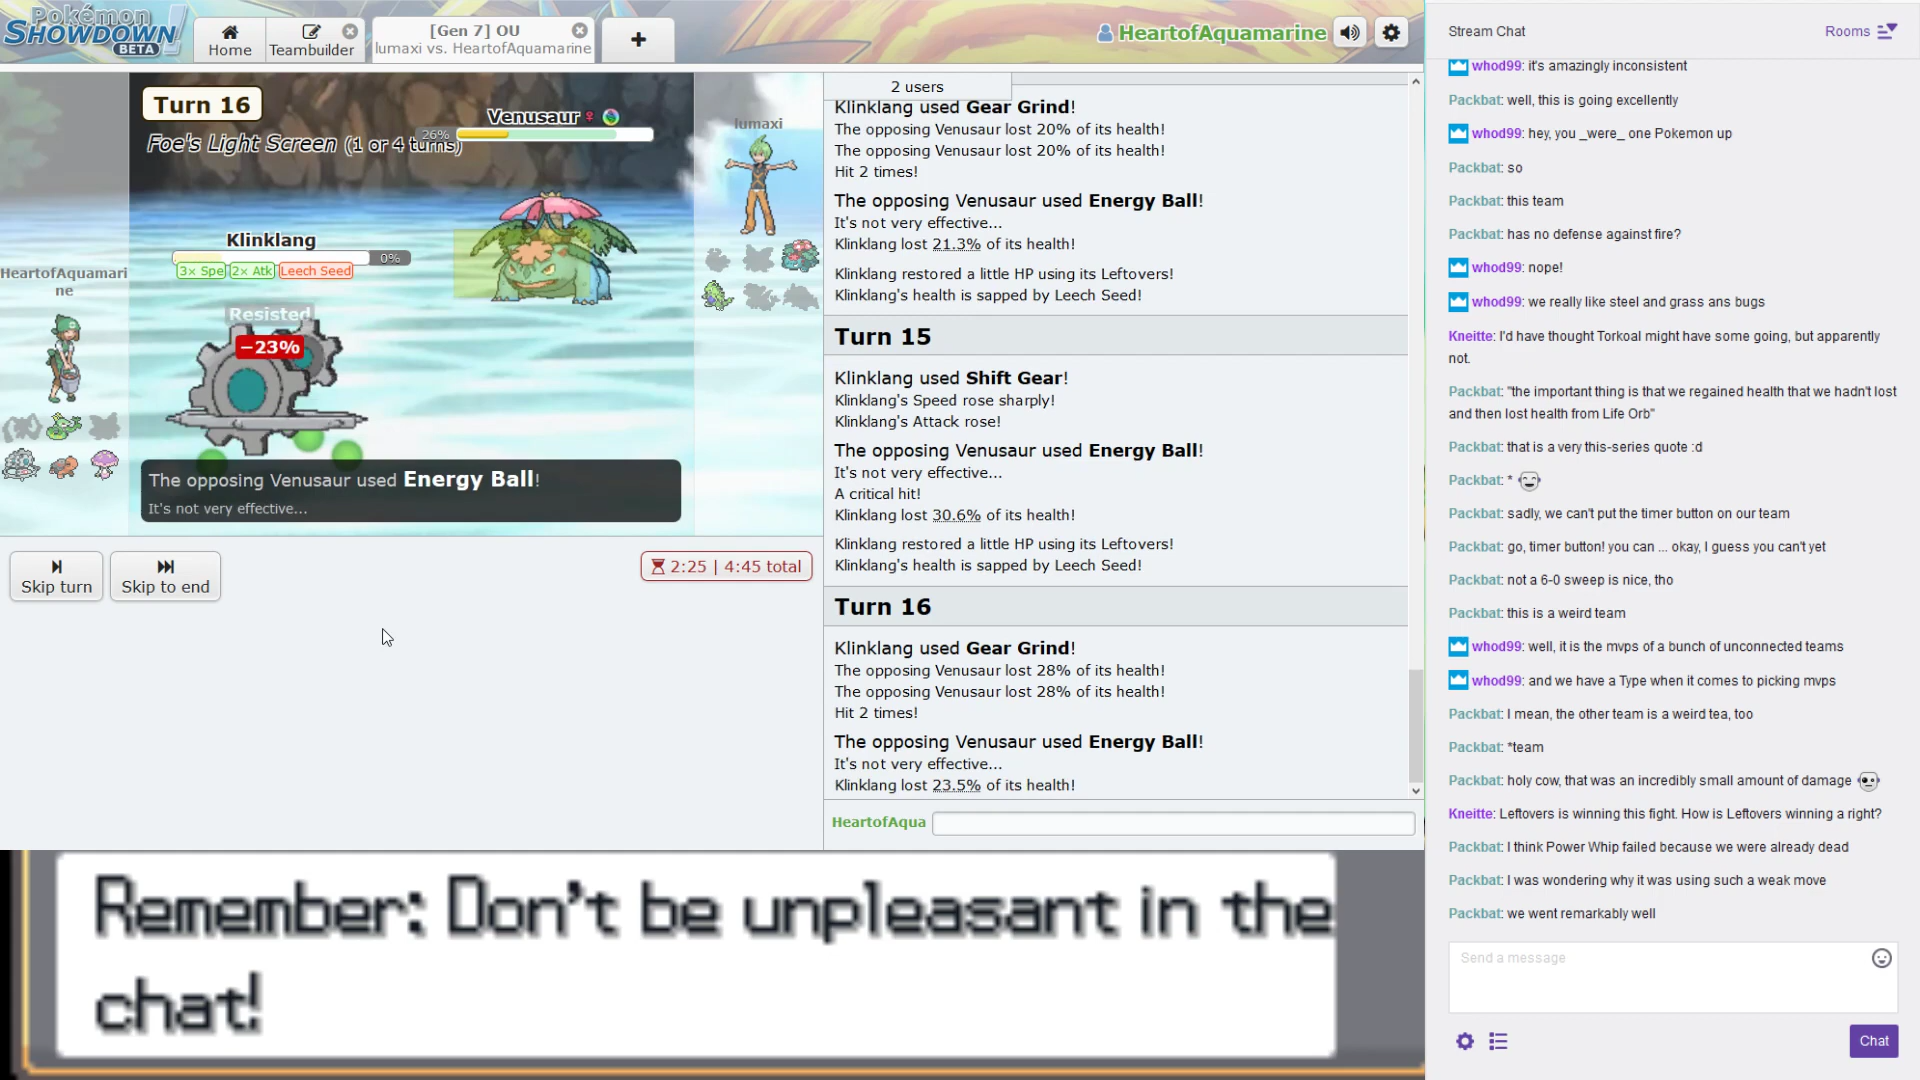 Pokémon
SHOWDOWN!
BETA
Home
Teambuilder
[Gen 7] OU
lumaxi vs. HeartofAquamarine
HeartofAquamarine
Turn 16
Foe's Light Screen (1 or 4 turns)
Venusaur ♀
26%
Klinklang
0%
3× Spe
2× Atk
Leech Seed
Resisted
−23%
The opposing Venusaur used Energy Ball!
It's not very effective...
HeartofAquamari
ne
lumaxi
Skip turn
Skip to end
2:25 | 4:45 total
2 users
Klinklang used Gear Grind!
The opposing Venusaur lost 20% of its health!
The opposing Venusaur lost 20% of its health!
Hit 2 times!
The opposing Venusaur used Energy Ball!
It's not very effective...
Klinklang lost 21.3% of its health!
Klinklang restored a little HP using its Leftovers!
Klinklang's health is sapped by Leech Seed!
Turn 15
Klinklang used Shift Gear!
Klinklang's Speed rose sharply!
Klinklang's Attack rose!
The opposing Venusaur used Energy Ball!
It's not very effective...
A critical hit!
Klinklang lost 30.6% of its health!
Klinklang restored a little HP using its Leftovers!
Klinklang's health is sapped by Leech Seed!
Turn 16
Klinklang used Gear Grind!
The opposing Venusaur lost 28% of its health!
The opposing Venusaur lost 28% of its health!
Hit 2 times!
The opposing Venusaur used Energy Ball!
It's not very effective...
Klinklang lost 23.5% of its health!
HeartofAqua
Remember: Don't be unpleasant in the
chat!
Stream Chat
Rooms
whod99: it's amazingly inconsistent
Packbat: well, this is going excellently
whod99: hey, you _were_ one Pokemon up
Packbat: so
Packbat: this team
Packbat: has no defense against fire?
whod99: nope!
whod99: we really like steel and grass ans bugs
Kneitte: I'd have thought Torkoal might have some going, but apparently
not.
Packbat: "the important thing is that we regained health that we hadn't lost
and then lost health from Life Orb"
Packbat: that is a very this-series quote :d
Packbat: *
Packbat: sadly, we can't put the timer button on our team
Packbat: go, timer button! you can ... okay, I guess you can't yet
Packbat: not a 6-0 sweep is nice, tho
Packbat: this is a weird team
whod99: well, it is the mvps of a bunch of unconnected teams
whod99: and we have a Type when it comes to picking mvps
Packbat: I mean, the other team is a weird tea, too
Packbat: *team
Packbat: holy cow, that was an incredibly small amount of damage
Kneitte: Leftovers is winning this fight. How is Leftovers winning a right?
Packbat: I think Power Whip failed because we were already dead
Packbat: I was wondering why it was using such a weak move
Packbat: we went remarkably well
Send a message
Chat